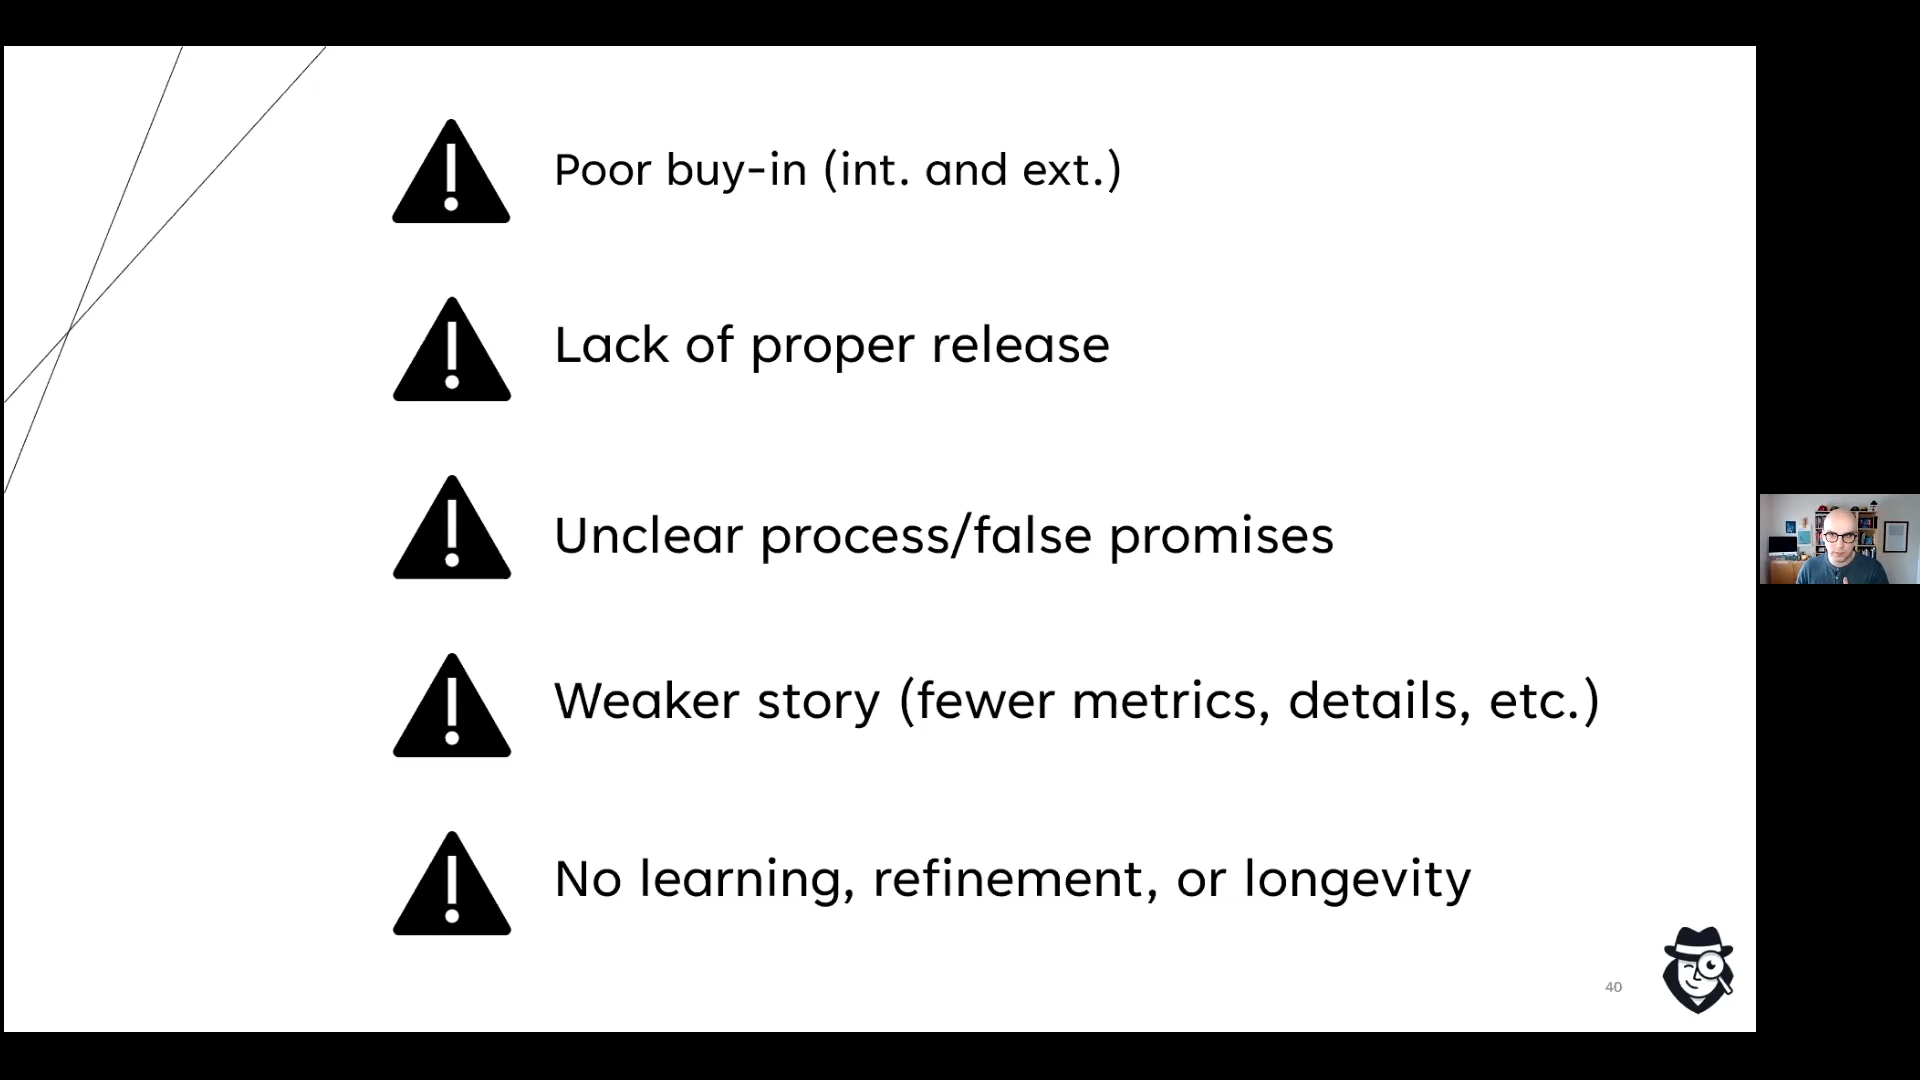 Poor buy-in (int. and ext.)
Lack of proper release
Unclear process/false promises
Weaker story (fewer metrics, details, etc.)
No learning, refinement, or longevity
40